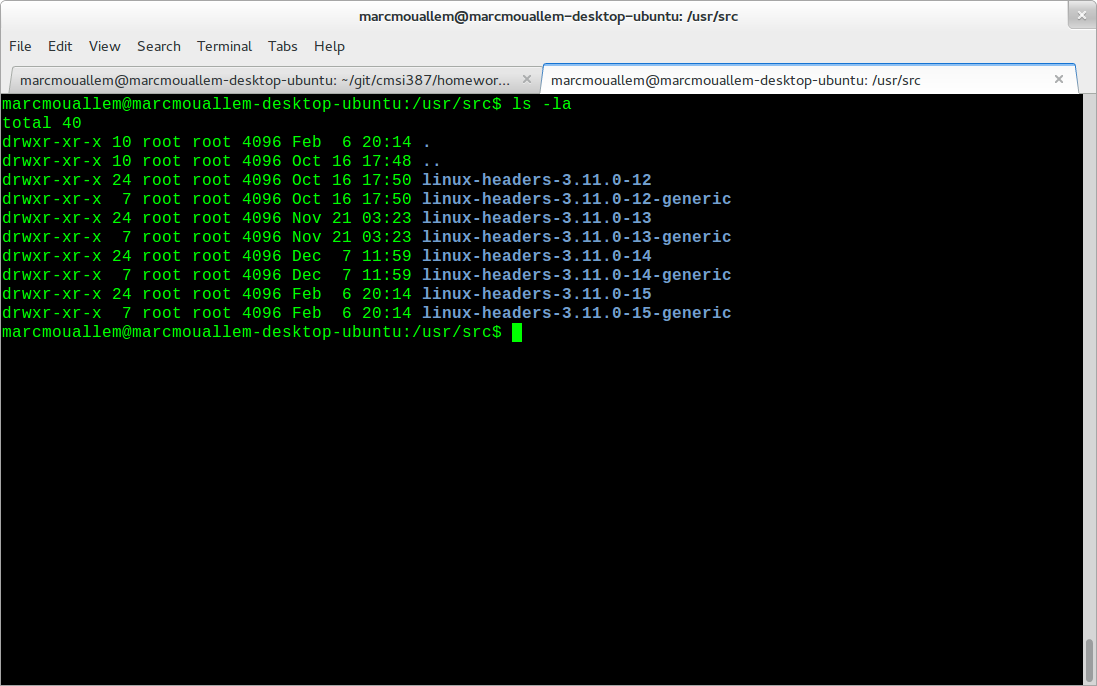 marcmouallem@marcmouallem-desktop-ubuntu: /usr/src
File Edit View Search Terminal Tabs Help
marcmouallem@marcmouallem-desktop-ubuntu: ~/git/cmsi387/homewor... marcmouallem@marcmouallem-desktop-ubuntu: /usr/src
marcmouallem@marcmouallem-desktop-ubuntu:/usr/src$ ls -la
total 40
drwxr-xr-x 10 root root 4096 Feb  6 20:14 .
drwxr-xr-x 10 root root 4096 Oct 16 17:48 ..
drwxr-xr-x 24 root root 4096 Oct 16 17:50 linux-headers-3.11.0-12
drwxr-xr-x  7 root root 4096 Oct 16 17:50 linux-headers-3.11.0-12-generic
drwxr-xr-x 24 root root 4096 Nov 21 03:23 linux-headers-3.11.0-13
drwxr-xr-x  7 root root 4096 Nov 21 03:23 linux-headers-3.11.0-13-generic
drwxr-xr-x 24 root root 4096 Dec  7 11:59 linux-headers-3.11.0-14
drwxr-xr-x  7 root root 4096 Dec  7 11:59 linux-headers-3.11.0-14-generic
drwxr-xr-x 24 root root 4096 Feb  6 20:14 linux-headers-3.11.0-15
drwxr-xr-x  7 root root 4096 Feb  6 20:14 linux-headers-3.11.0-15-generic
marcmouallem@marcmouallem-desktop-ubuntu:/usr/src$